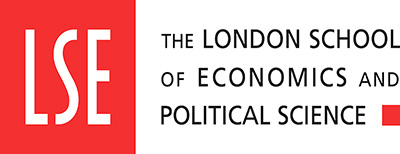 LSE
THE LONDON SCHOOL
OF ECONOMICS AND
POLITICAL SCIENCE